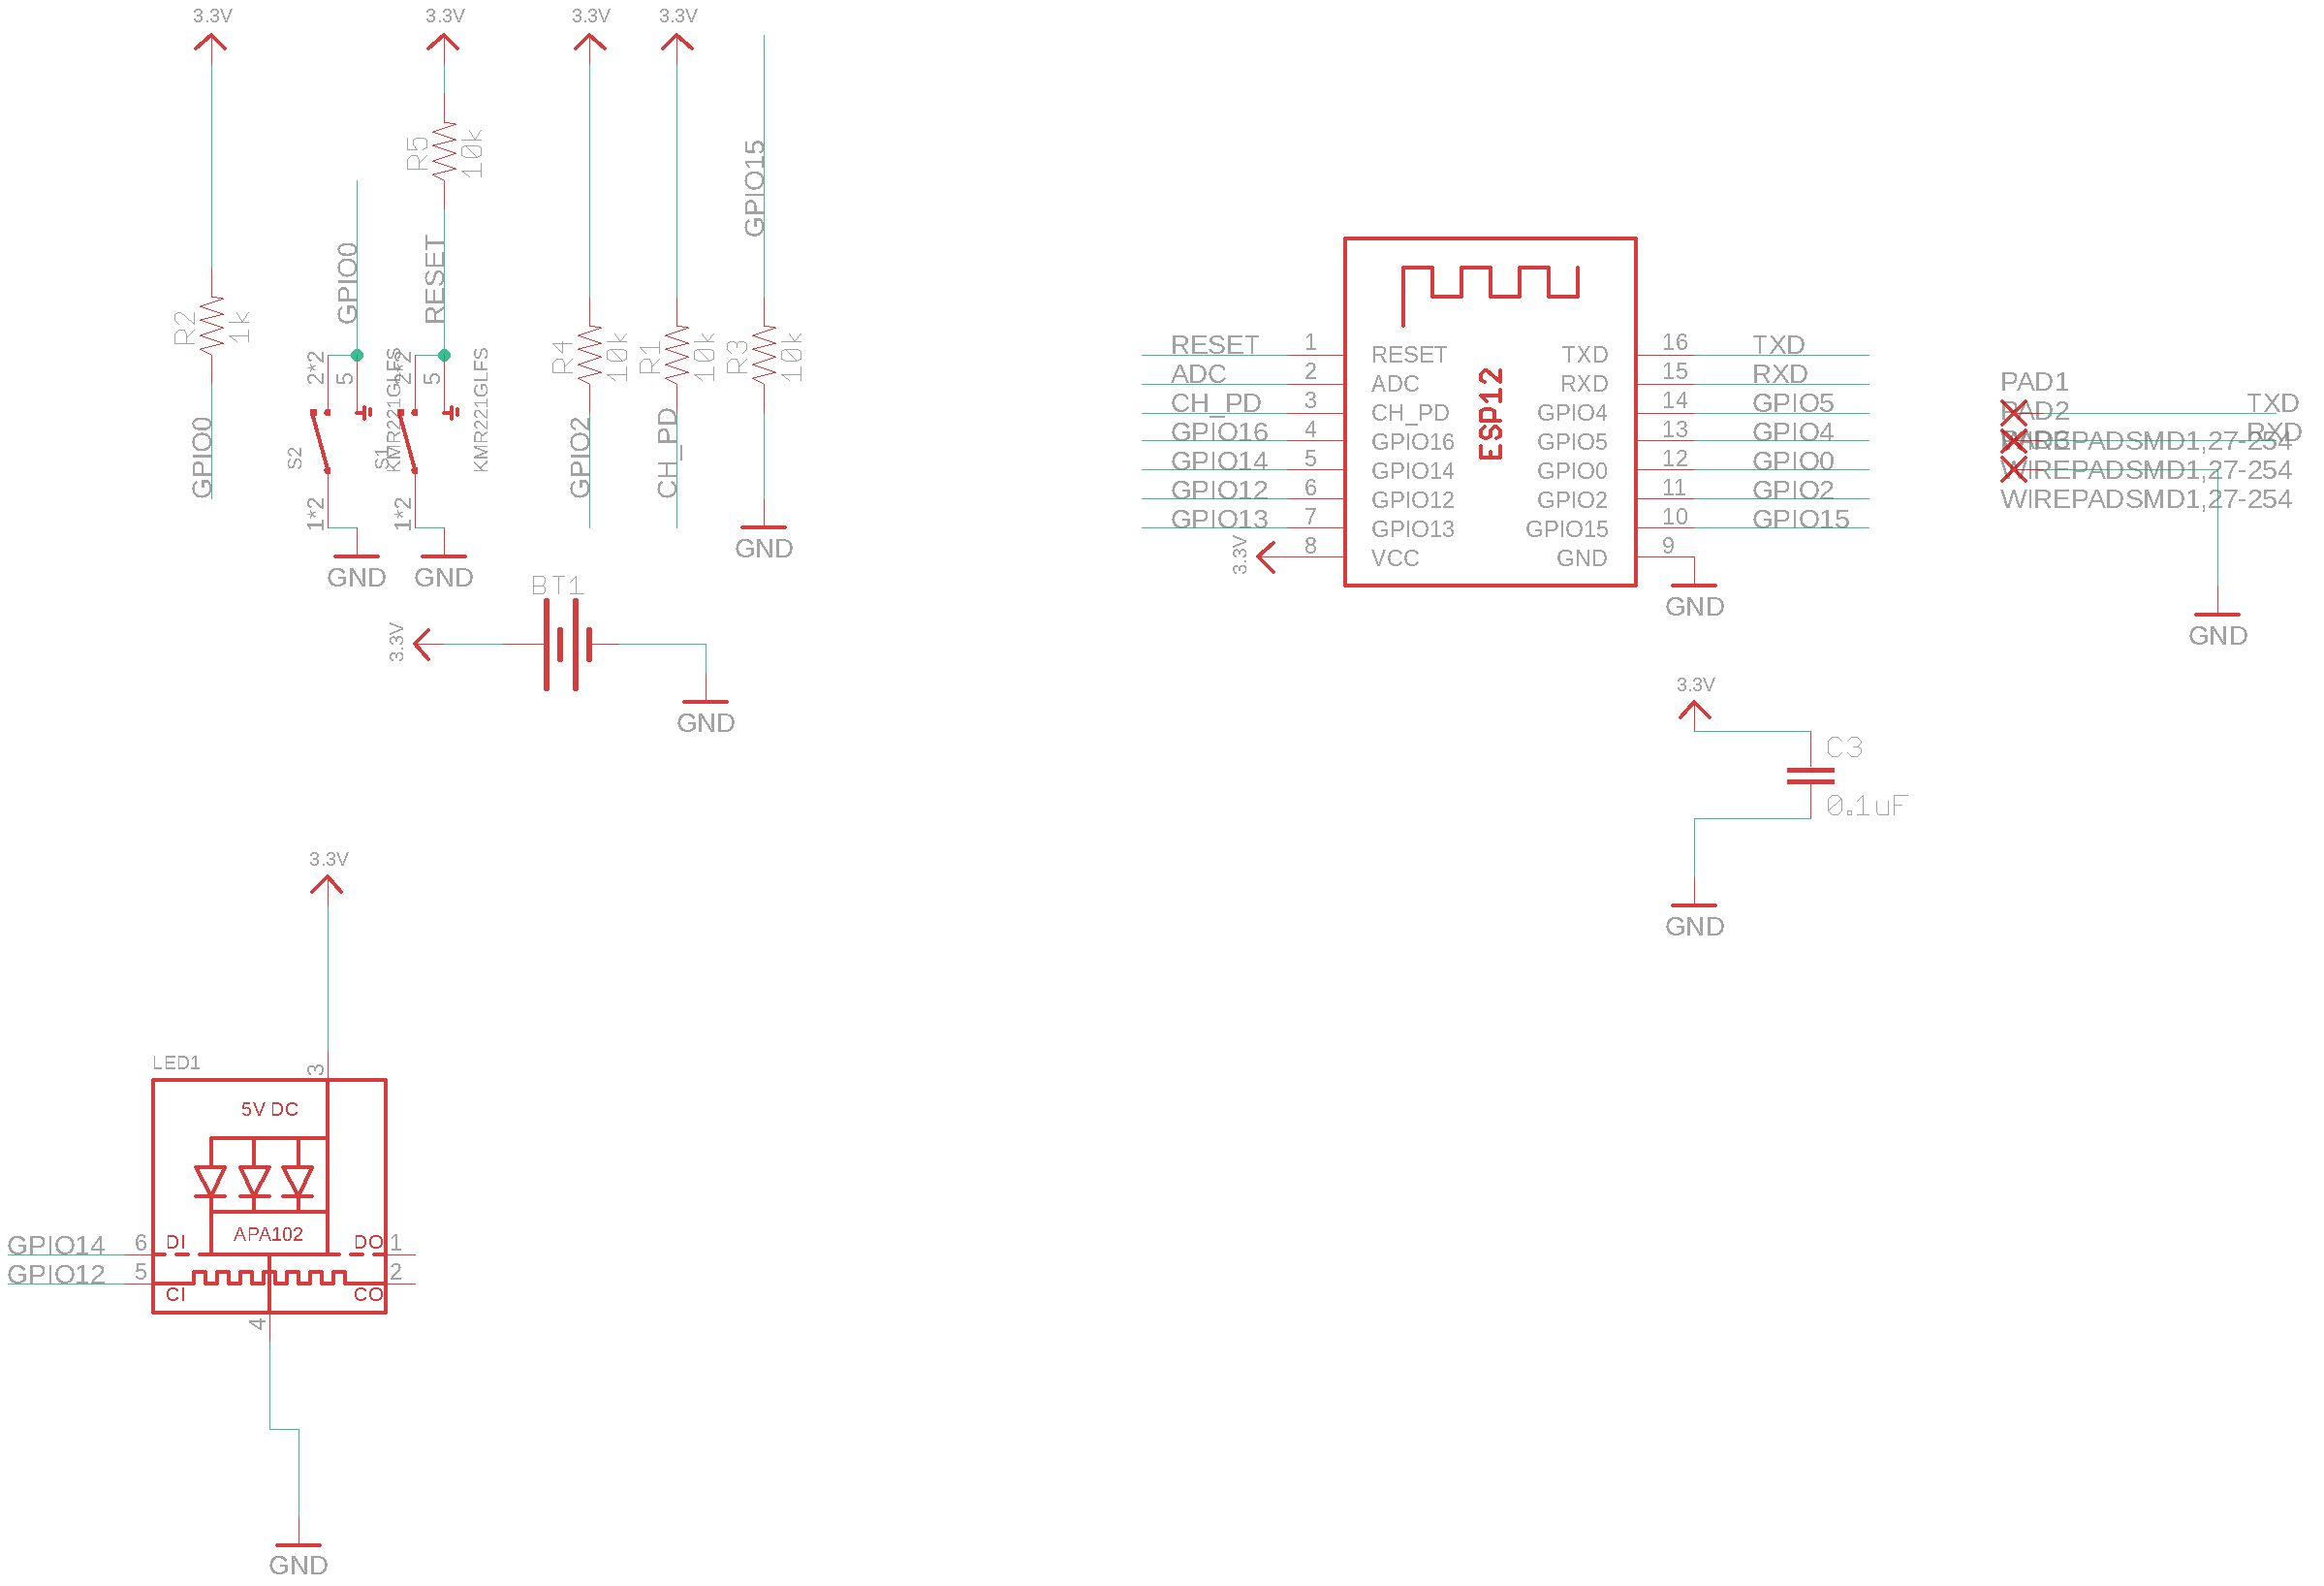 3.3V
3.3V
3.3V
3.3V
R5
10k
GPIO15
GPIO0
RESET
R2
1k
R4
10k
R1
10k
R3
10k
2*2
5
2*2
5
KMR221GLFS
KMR221GLFS
S2
S1
GPIO0
GPIO2
CH_PD
1*2
1*2
GND
GND
GND
BT1
3.3V
GND
RESET
ADC
CH_PD
GPIO16
GPIO14
GPIO12
GPIO13
3.3V
1
2
3
4
5
6
7
8
RESET
ADC
CH_PD
GPIO16
GPIO14
GPIO12
GPIO13
VCC
ESP12
TXD
RXD
GPIO4
GPIO5
GPIO0
GPIO2
GPIO15
GND
16
15
14
13
12
11
10
9
TXD
RXD
GPIO5
GPIO4
GPIO0
GPIO2
GPIO15
GND
PAD1
PAD2
TXD
RXD
WIREPADSMD1,27-254
WIREPADSMD1,27-254
GND
3.3V
C3
0.1uF
GND
3.3V
LED1
3
5V DC
APA102
GPIO14
6
DI
DO
1
GPIO12
5
CI
CO
2
4
GND